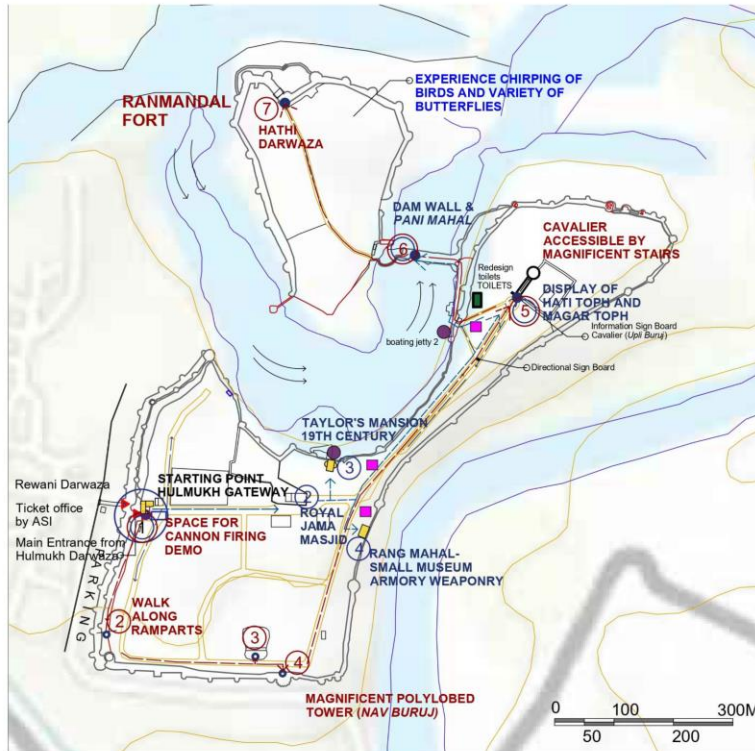 EXPERIENCE CHIRPING OF
BIRDS AND VARIETY OF
BUTTERFLIES
RANMANDAL
FORT
7
HATHI
DARWAZA
DAM WALL &
PANI MAHAL
6
CAVALIER
ACCESSIBLE BY
MAGNIFICENT STAIRS
Redesign
toilets
TOILETS
DISPLAY OF
HATI TOPH AND
MAGAR TOPH
5
Information Sign Board
Cavalier (Upli Buruj)
boating jetty 2
Directional Sign Board
TAYLOR'S MANSION
19TH CENTURY
3
STARTING POINT
HULMUKH GATEWAY
2
Rewani Darwaza
Ticket office
by ASI
1
SPACE FOR
CANNON FIRING
DEMO
Main Entrance from
Hulmukh Darwaza
ROYAL
JAMA
MASJID
4
RANG MAHAL-
SMALL MUSEUM
ARMORY WEAPONRY
PARKING
2
WALK
ALONG
RAMPARTS
3
4
MAGNIFICENT POLYLOBED
TOWER (NAV BURUJ)
0 100 300M
50 200